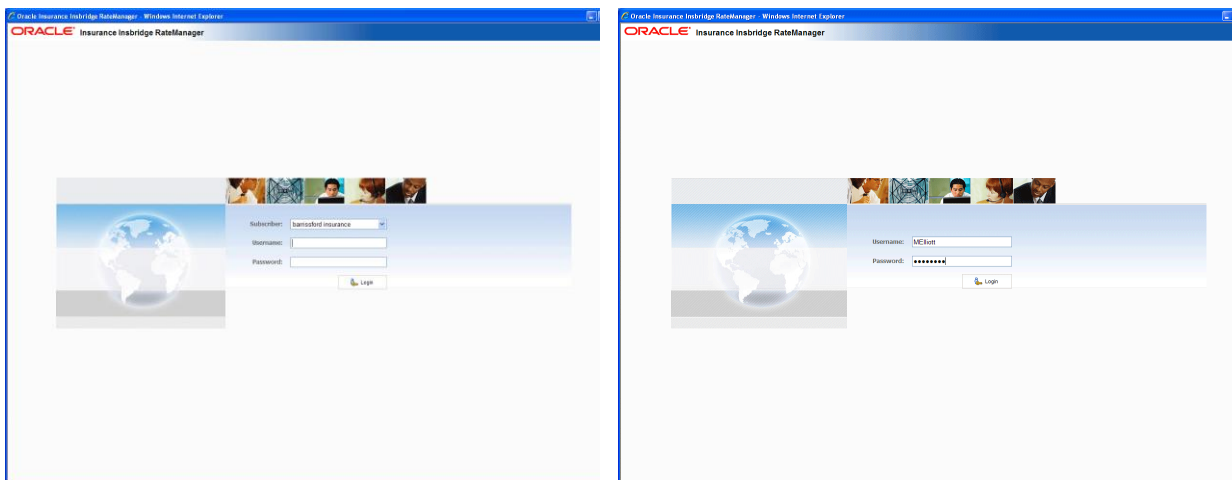 Oracle Insurance Insbridge RateManager - Windows Internet Explorer
ORACLE® Insurance Insbridge RateManager
Subscriber: barrissford insurance
Username:
Password:
Login
Oracle Insurance Insbridge RateManager - Windows Internet Explorer
ORACLE® Insurance Insbridge RateManager
Username: MElliott
Password: ••••••••
Login